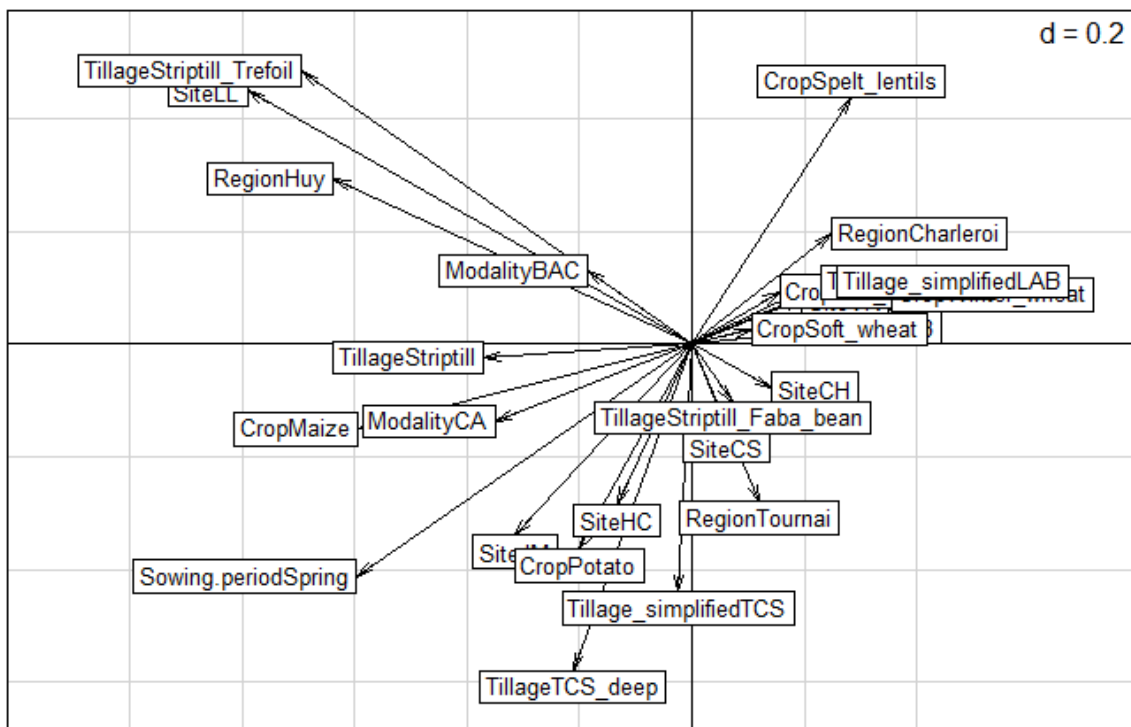 d = 0.2
TillageStriptill_Trefoil
CropSpelt_lentils
SiteLL
RegionHuy
RegionCharleroi
ModalityBAC
Tillage_simplifiedLAB
CropSoft_wheat
TillageStriptill
SiteCH
TillageStriptill_Faba_bean
CropMaize
ModalityCA
SiteCS
SiteHC
RegionTournai
CropPotato
Sowing.periodSpring
Tillage_simplifiedTCS
TillageTCS_deep